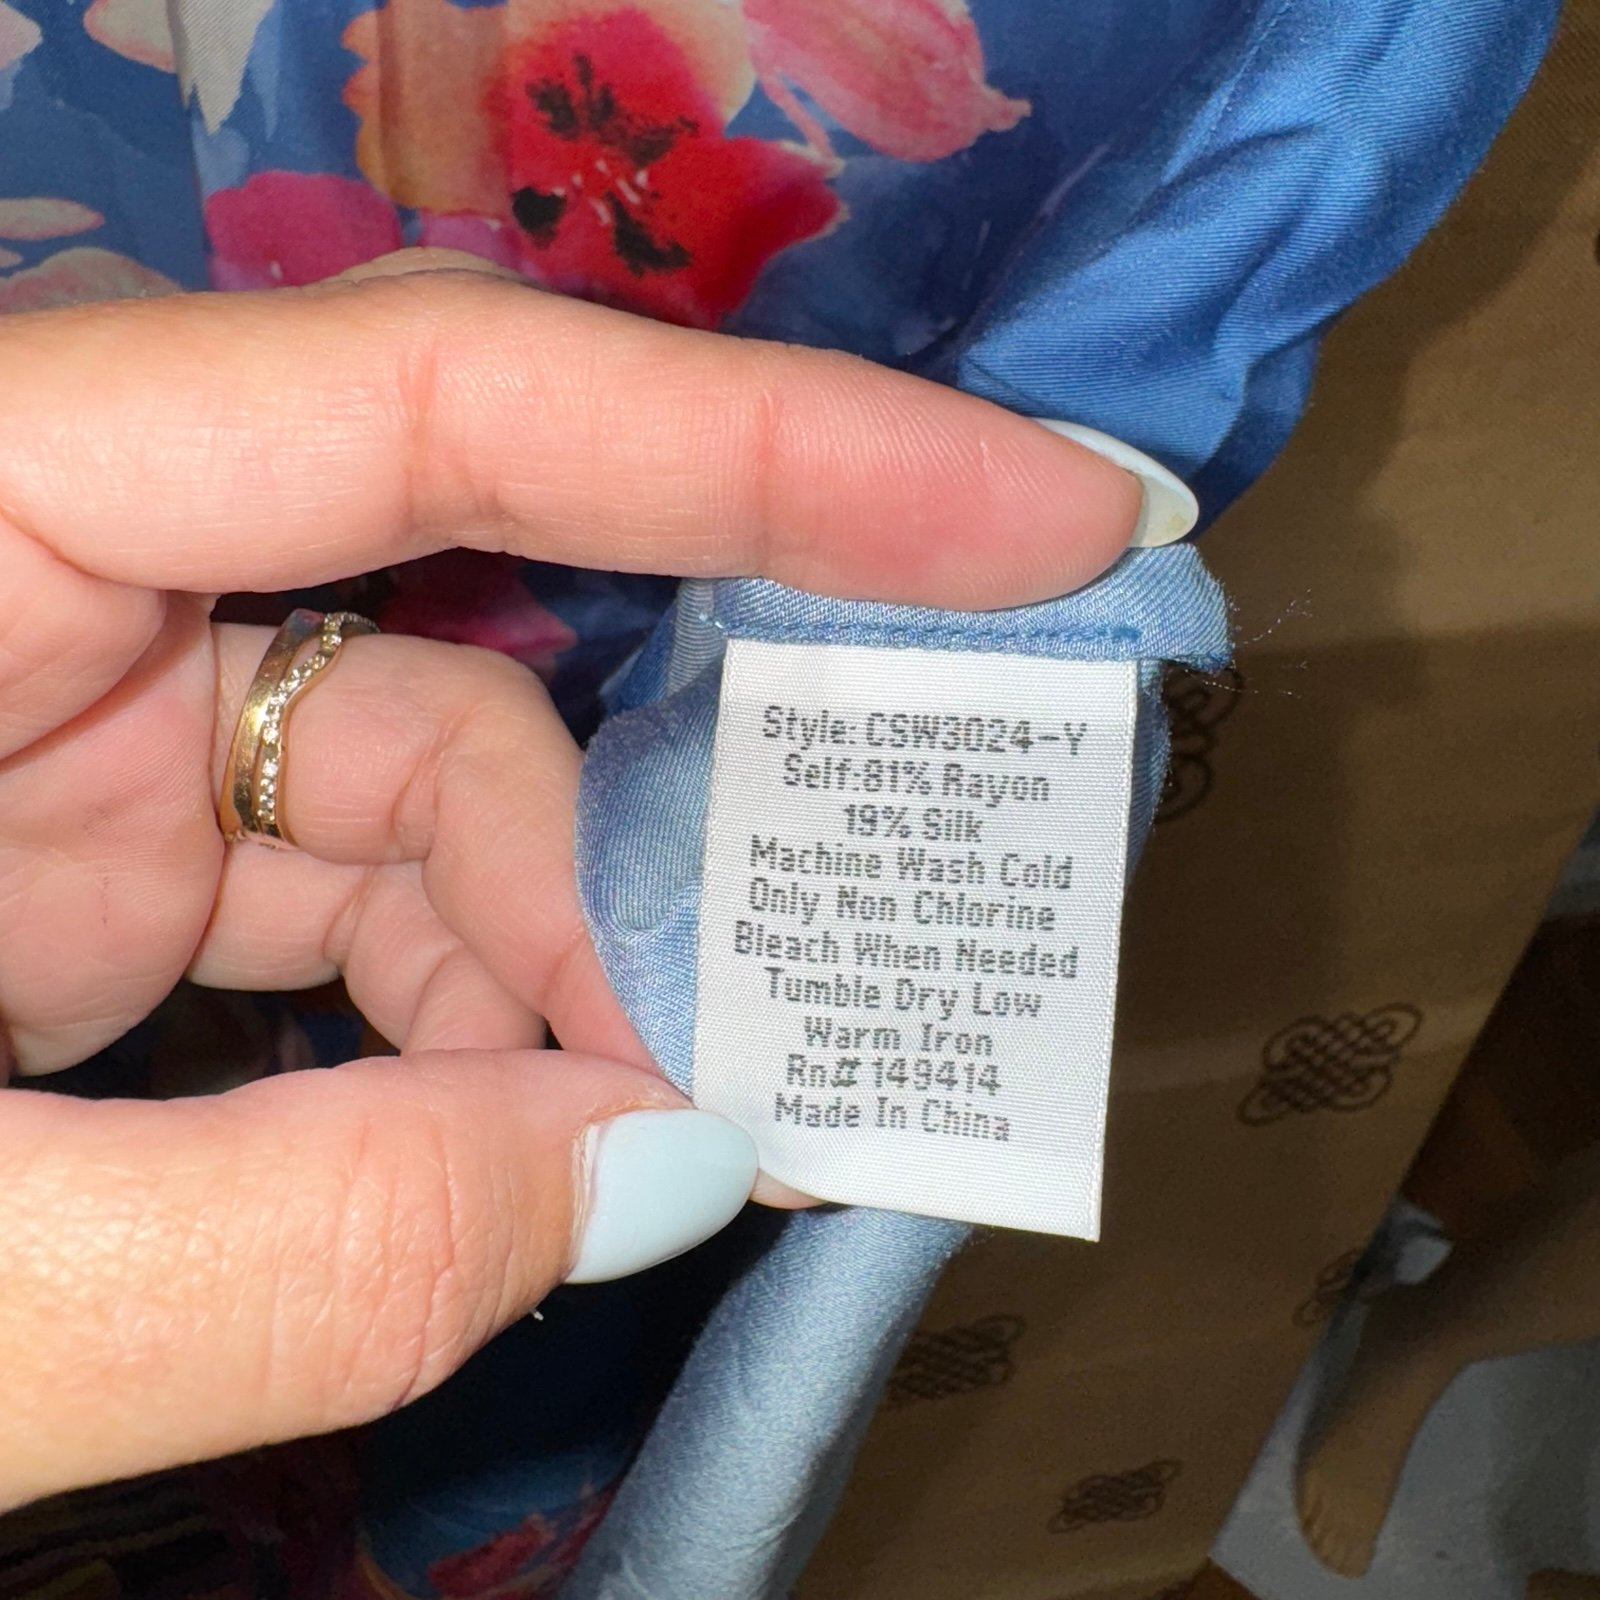 Style: CSW3024-Y
Self:81% Rayon
19% Silk
Machine Wash Cold
Only Non Chlorine
Bleach When Needed
Tumble Dry Low
Warm Iron
Rn# 149414
Made In China